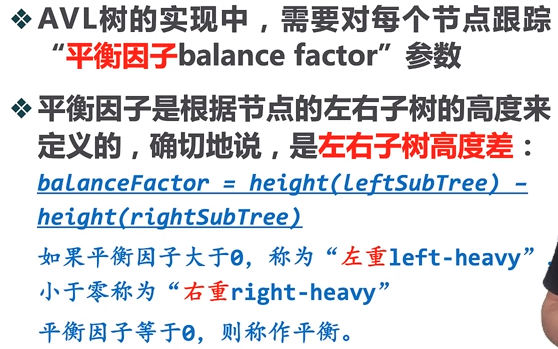 ❖ AVL树的实现中，需要对每个节点跟踪
“平衡因子balance factor”参数
❖ 平衡因子是根据节点的左右子树的高度来
定义的，确切地说，是左右子树高度差：
balanceFactor = height(leftSubTree) –
height(rightSubTree)
如果平衡因子大于0，称为“左重left-heavy”，
小于零称为“右重right-heavy”
平衡因子等于0，则称作平衡。